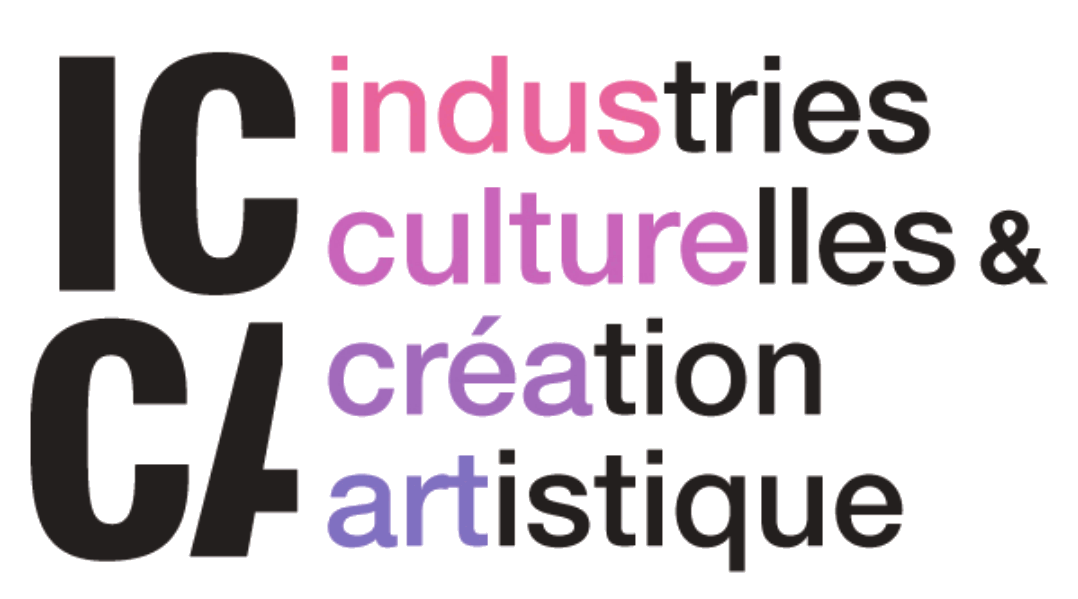 IC
CA
industries
culturelles &
création
artistique